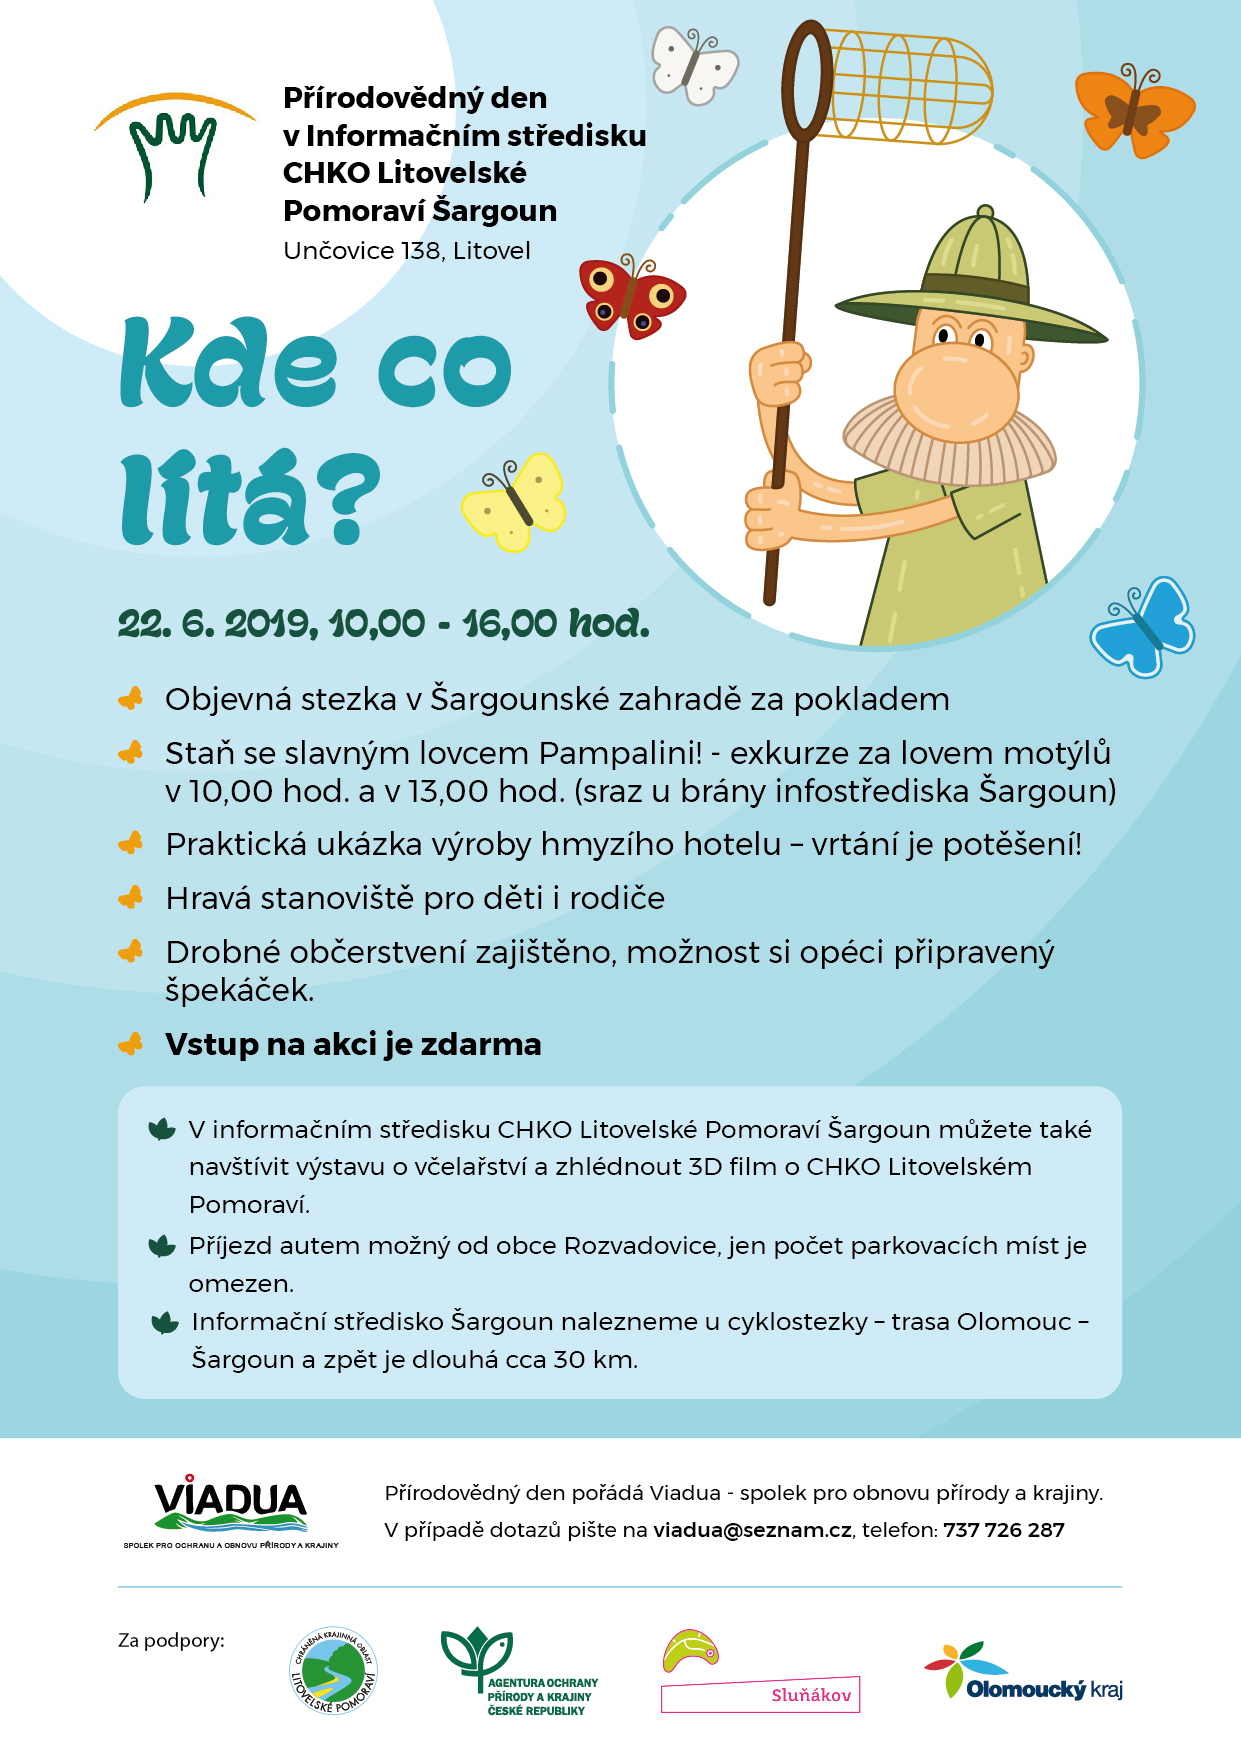 Přírodovědný den
v Informačním středisku
CHKO Litovelské
Pomoraví Šargoun
Unčovice 138, Litovel
Kde co
lítá?
22. 6. 2019, 10,00 - 16,00 hod.
Objevná stezka v Šargounské zahradě za pokladem
Staň se slavným lovcem Pampalini! - exkurze za lovem motýlů
v 10,00 hod. a v 13,00 hod. (sraz u brány infostřediska Šargoun)
Praktická ukázka výroby hmyzího hotelu – vrtání je potěšení!
Hravá stanoviště pro děti i rodiče
Drobné občerstvení zajištěno, možnost si opéci připravený
špekáček.
Vstup na akci je zdarma
V informačním středisku CHKO Litovelské Pomoraví Šargoun můžete také
navštívit výstavu o včelařství a zhlédnout 3D film o CHKO Litovelském
Pomoraví.
Příjezd autem možný od obce Rozvadovice, jen počet parkovacích míst je
omezen.
Informační středisko Šargoun nalezneme u cyklostezky – trasa Olomouc –
Šargoun a zpět je dlouhá cca 30 km.
VIADUA
SPOLEK PRO OCHRANU A OBNOVU PŘÍRODY A KRAJINY
Přírodovědný den pořádá Viadua - spolek pro obnovu přírody a krajiny.
V případě dotazů pište na viadua@seznam.cz, telefon: 737 726 287
Za podpory:
CHRÁNĚNÁ KRAJINNÁ OBLAST
LITOVELSKÉ POMORAVÍ
AGENTURA OCHRANY
PŘÍRODY A KRAJINY
ČESKÉ REPUBLIKY
Sluňákov
Olomoucký kraj